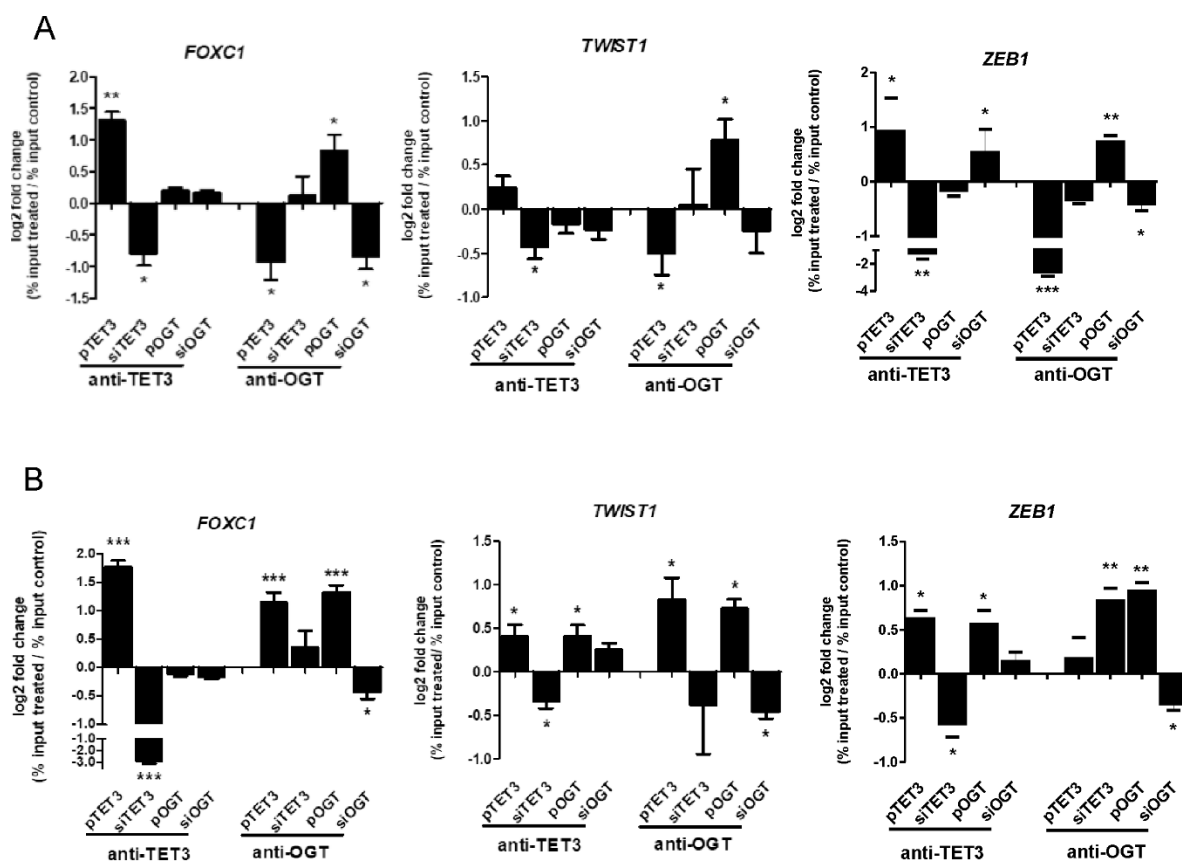 A
FOXC1
log2 fold change
(% input treated / % input control)
2.0
1.5
1.0
0.5
0.0
-0.5
-1.0
-1.5
**
*
*
*
*
pTET3
siTET3
pOGT
siOGT
pTET3
siTET3
pOGT
siOGT
anti-TET3
anti-OGT
TWIST1
log2 fold change
(% input treated / % input control)
1.5
1.0
0.5
0.0
-0.5
-1.0
*
*
*
pTET3
siTET3
pOGT
siOGT
pTET3
siTET3
pOGT
siOGT
anti-TET3
anti-OGT
ZEB1
log2 fold change
(% input treated / % input control)
2
1
0
-1
-2
-4
*
**
*
***
**
*
pTET3
siTET3
pOGT
siOGT
pTET3
siTET3
pOGT
siOGT
anti-TET3
anti-OGT
B
FOXC1
log2 fold change
(% input treated / % input control)
2.0
1.5
1.0
0.5
0.0
-0.5
-1.0
-1.0
-2.0
-3.0
***
***
***
***
*
pTET3
siTET3
pOGT
siOGT
pTET3
siTET3
pOGT
siOGT
anti-TET3
anti-OGT
TWIST1
log2 fold change
(% input treated/ % input control)
1.5
1.0
0.5
0.0
-0.5
-1.0
*
*
*
*
*
*
pTET3
siTET3
pOGT
siOGT
pTET3
siTET3
pOGT
siOGT
anti-TET3
anti-OGT
ZEB1
log2 fold change
(% input treated / % input control)
1.5
1.0
0.5
0.0
-0.5
-1.0
*
*
*
**
**
*
pTET3
siTET3
pOGT
siOGT
pTET3
siTET3
pOGT
siOGT
anti-TET3
anti-OGT